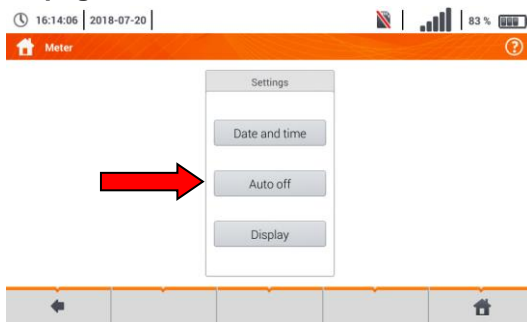 16:14:06 2018-07-20 83 %
Meter ?
Settings
Date and time
Auto off
Display